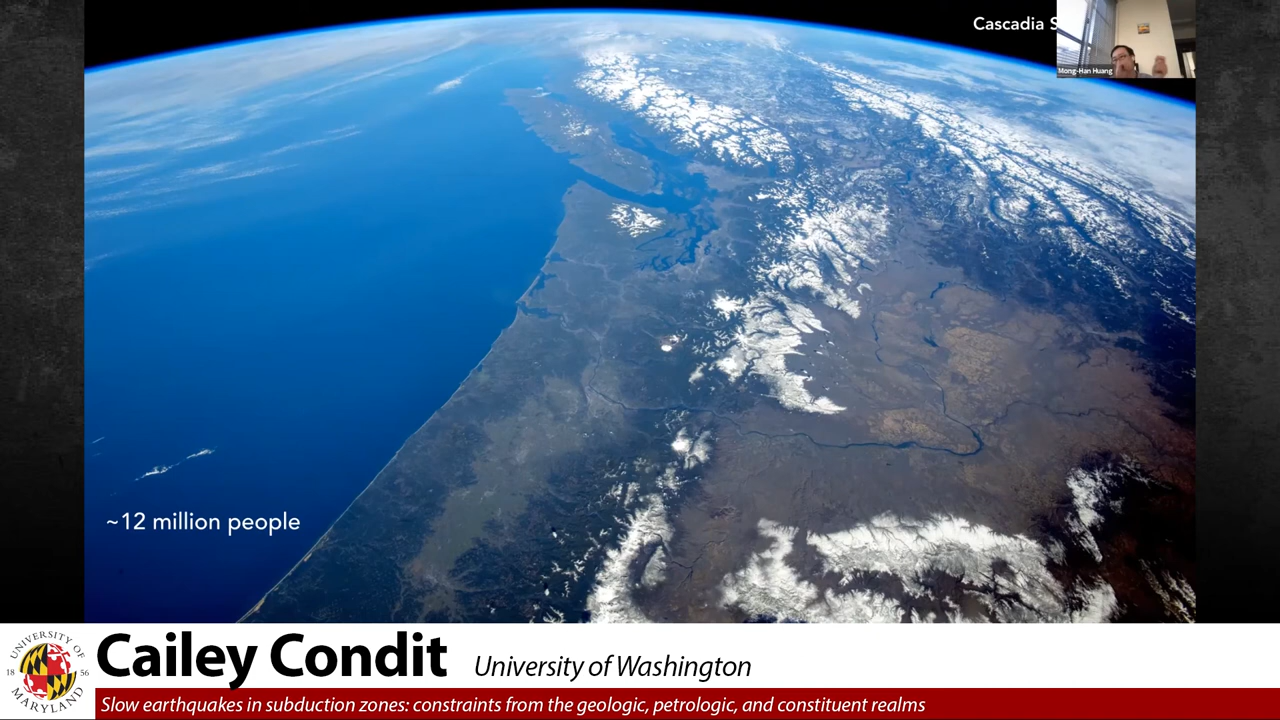 Cascadia S
Mong-Han Huang
~12 million people
UNIVERSITY OF
18 56
MARYLAND
Cailey Condit University of Washington
Slow earthquakes in subduction zones: constraints from the geologic, petrologic, and constituent realms